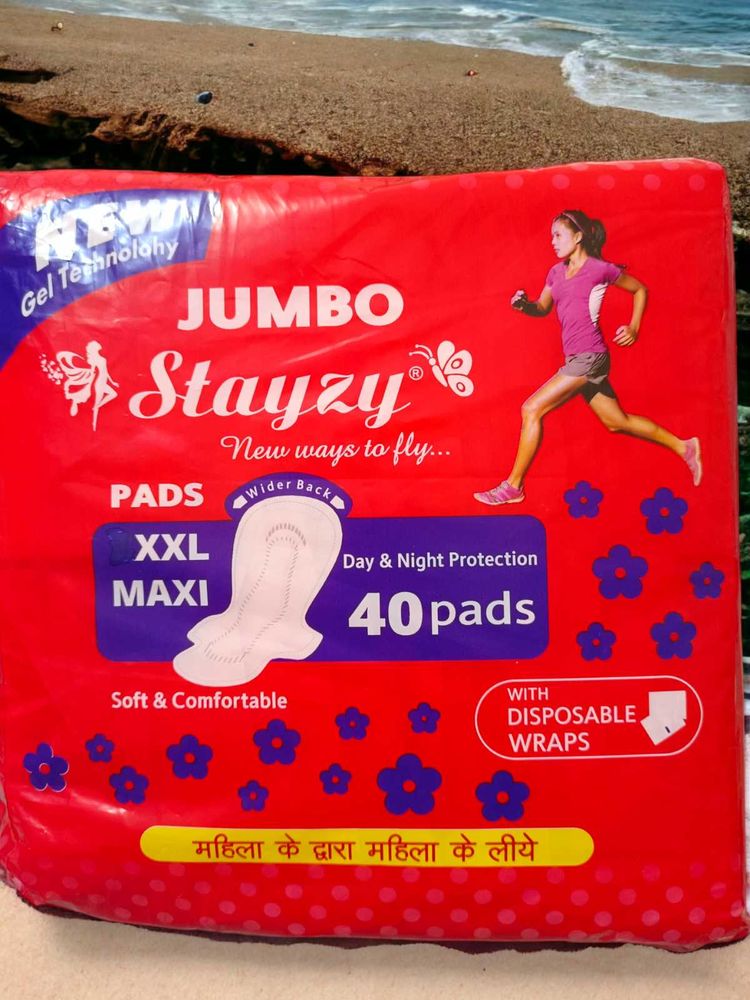 NEW
Gel Technolohy
JUMBO
Stayzy®
New ways to fly...
PADS
Wider Back
XXL
MAXI
Day & Night Protection
40 pads
Soft & Comfortable
WITH
DISPOSABLE
WRAPS
महिला के द्वारा महिला के लीये